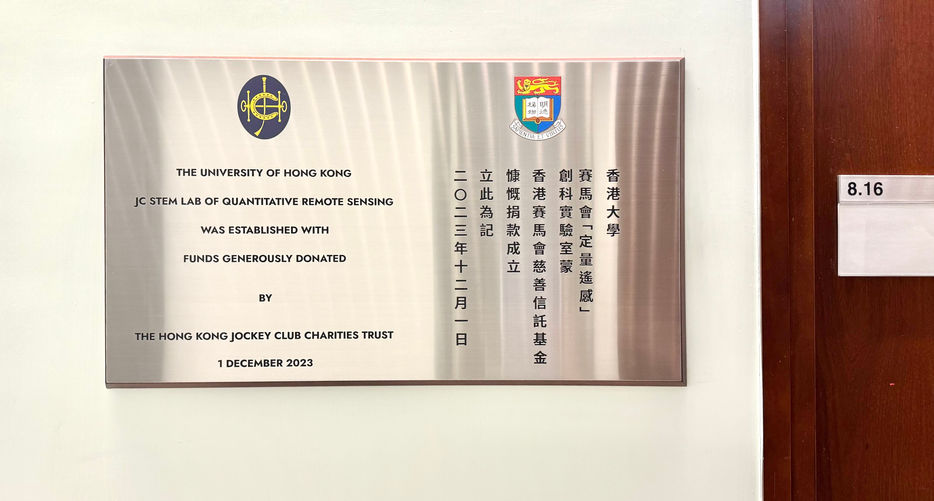 THE UNIVERSITY OF HONG KONG
JC STEM LAB OF QUANTITATIVE REMOTE SENSING
WAS ESTABLISHED WITH
FUNDS GENEROUSLY DONATED
BY
THE HONG KONG JOCKEY CLUB CHARITIES TRUST
1 DECEMBER 2023
香港大學
賽馬會「定量遙感」
創科實驗室蒙
香港賽馬會慈善信託基金
慷慨捐款成立
立此為記
二〇二三年十二月一日
8.16